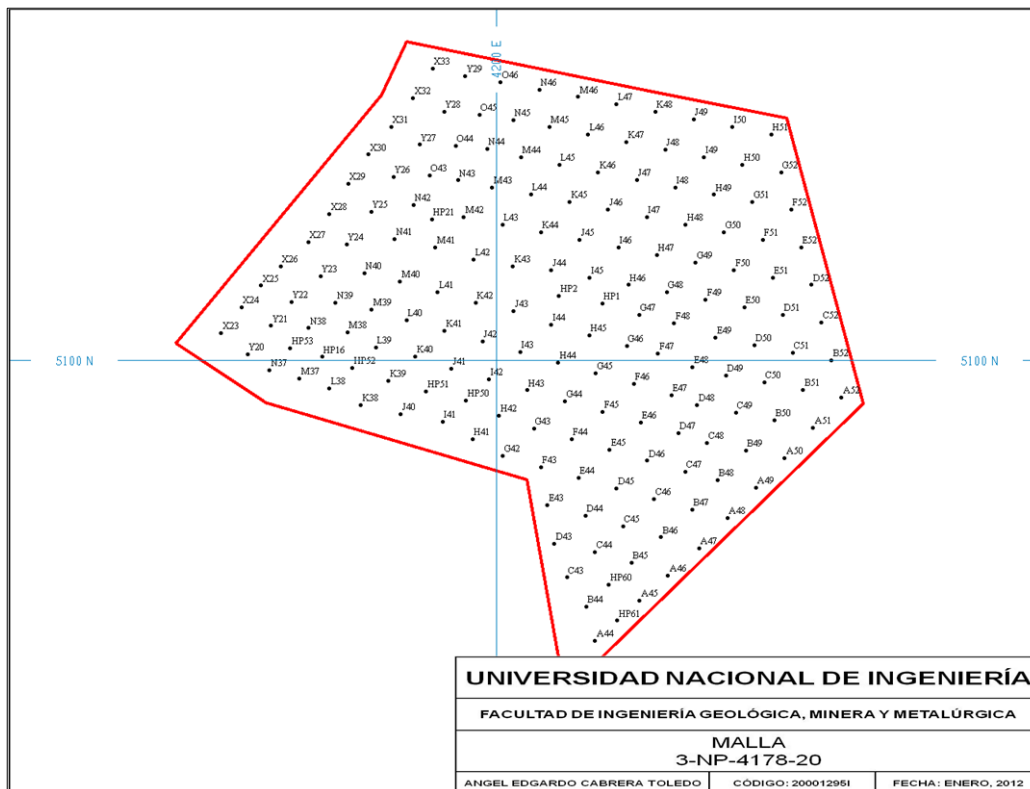 X33 Y29 O46 N46 M46 L47 K48 J49 I50 H51
4200 E
X32 Y28 O45 N45 M45 L46 K47 J48 I49 H50 G52
X31 Y27 O44 N44 M44 L45 K46 J47 I48 H49 G51 F52
X30 Y26 O43 N43 M43 L44 K45 J46 I47 H48 G50 F51 E52
X29 Y25 N42 HP21 M42 L43 K44 J45 I46 H47 G49 F50 E51 D52
X28 Y24 N41 M41 L42 K43 J44 I45 H46 G48 F49 E50 D51 C52
X27 Y23 N40 M40 L41 K42 J43 HP2 HP1 G47 F48 E49 D50 C51 B52
X26 Y22 N39 M39 L40 K41 J42 I44 H45 G46 F47 E48 D49 C50 B51 A52
X25 Y21 N38 M38 L39 K40 J41 I43 H44 G45 F46 E47 D48 C49 B50 A51
X24 HP53 HP16 HP52 K39 HP51 I42 H43 G44 F45 E46 D47 C48 B49 A50
X23 Y20 N37 M37 L38 K38 J40 HP50 H42 G43 F44 E45 D46 C47 B48 A49
5100 N 5100 N
I41 H41 G42 F43 E44 D45 C46 B47 A48
E43 D44 C45 B46 A47
D43 C44 B45 A46
C43 HP60 A45
B44 HP61
A44
UNIVERSIDAD NACIONAL DE INGENIERÍA
FACULTAD DE INGENIERÍA GEOLÓGICA, MINERA Y METALÚRGICA
MALLA
3-NP-4178-20
ANGEL EDGARDO CABRERA TOLEDO CÓDIGO: 20001295I FECHA: ENERO, 2012